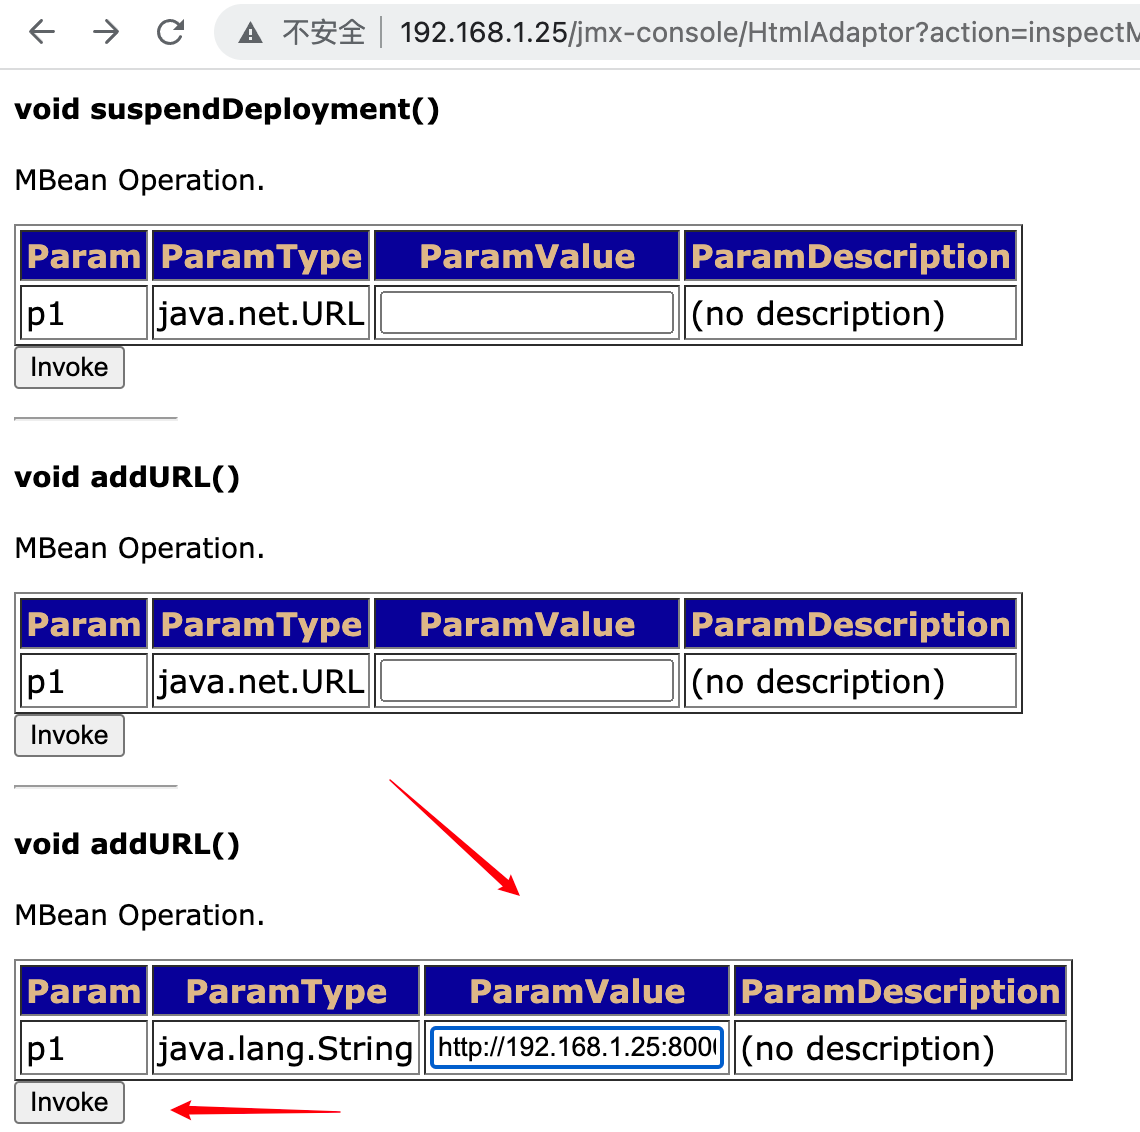 不安全 192.168.1.25/jmx-console/HtmlAdaptor?action=inspectM
void suspendDeployment()
MBean Operation.
Param ParamType ParamValue ParamDescription
p1 java.net.URL (no description)
Invoke
void addURL()
MBean Operation.
Param ParamType ParamValue ParamDescription
p1 java.net.URL (no description)
Invoke
void addURL()
MBean Operation.
Param ParamType ParamValue ParamDescription
p1 java.lang.String http://192.168.1.25:800 (no description)
Invoke